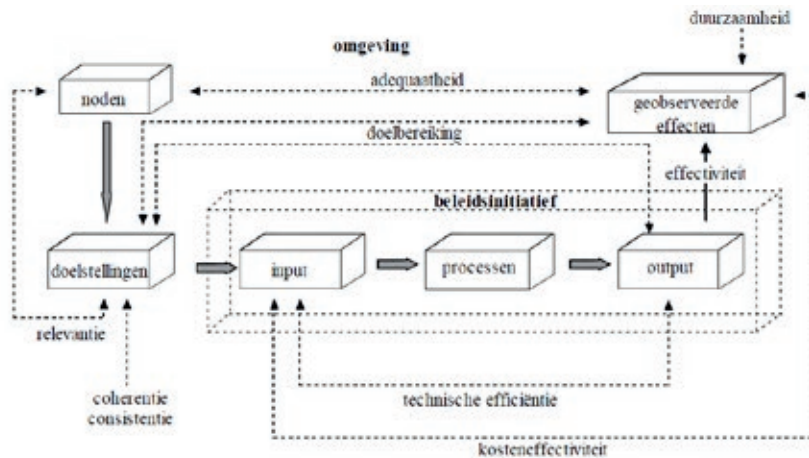 duurzaamheid
omgeving
adequaatheid
noden
geobserveerde
effecten
doelbereiking
effectiviteit
beleidsinitiatief
doelstellingen
input
processen
output
relevantie
coherentie
consistentie
technische efficiëntie
kosteneffectiviteit